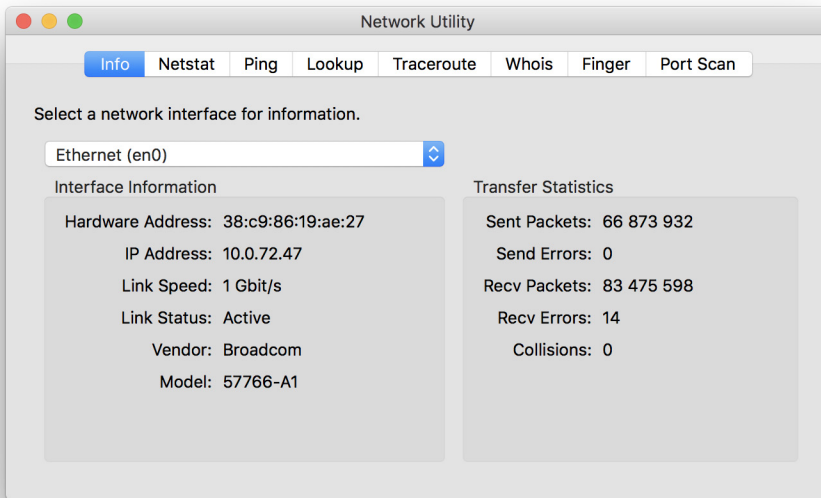 Network Utility
Info Netstat Ping Lookup Traceroute Whois Finger Port Scan
Select a network interface for information.
Ethernet (en0)
Interface Information
Hardware Address: 38:c9:86:19:ae:27
IP Address: 10.0.72.47
Link Speed: 1 Gbit/s
Link Status: Active
Vendor: Broadcom
Model: 57766-A1
Transfer Statistics
Sent Packets: 66 873 932
Send Errors: 0
Recv Packets: 83 475 598
Recv Errors: 14
Collisions: 0